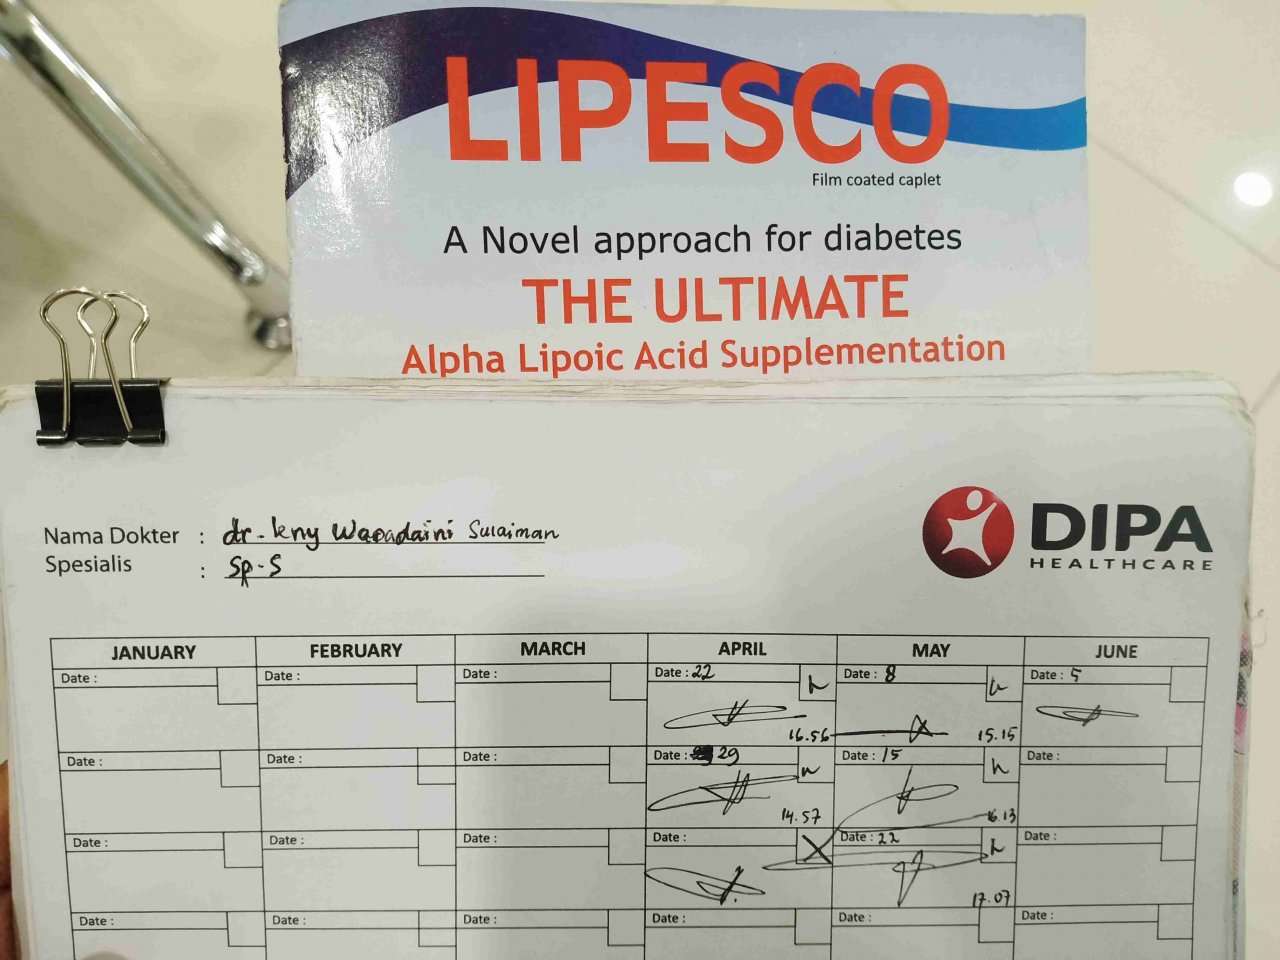 LIPESCO
Film coated caplet
A Novel approach for diabetes
THE ULTIMATE
Alpha Lipoic Acid Supplementation
DIPA
HEALTHCARE
Nama Dokter : dr. Leny Waradaini Sulaiman
Spesialis : Sp.S
JANUARY FEBRUARY MARCH APRIL MAY JUNE
Date : Date : Date : Date : 22 Date : 8 Date : 5
16.56 15.15
Date : Date : Date : Date : 29 Date : 15 Date :
14.57 16.13
Date : Date : Date : Date : Date : 22 Date :
17.07
Date : Date : Date : Date : Date : Date :